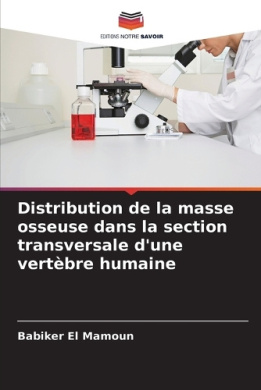 EDITIONS NOTRE SAVOIR
Distribution de la masse
osseuse dans la section
transversale d'une
vertèbre humaine
Babiker El Mamoun